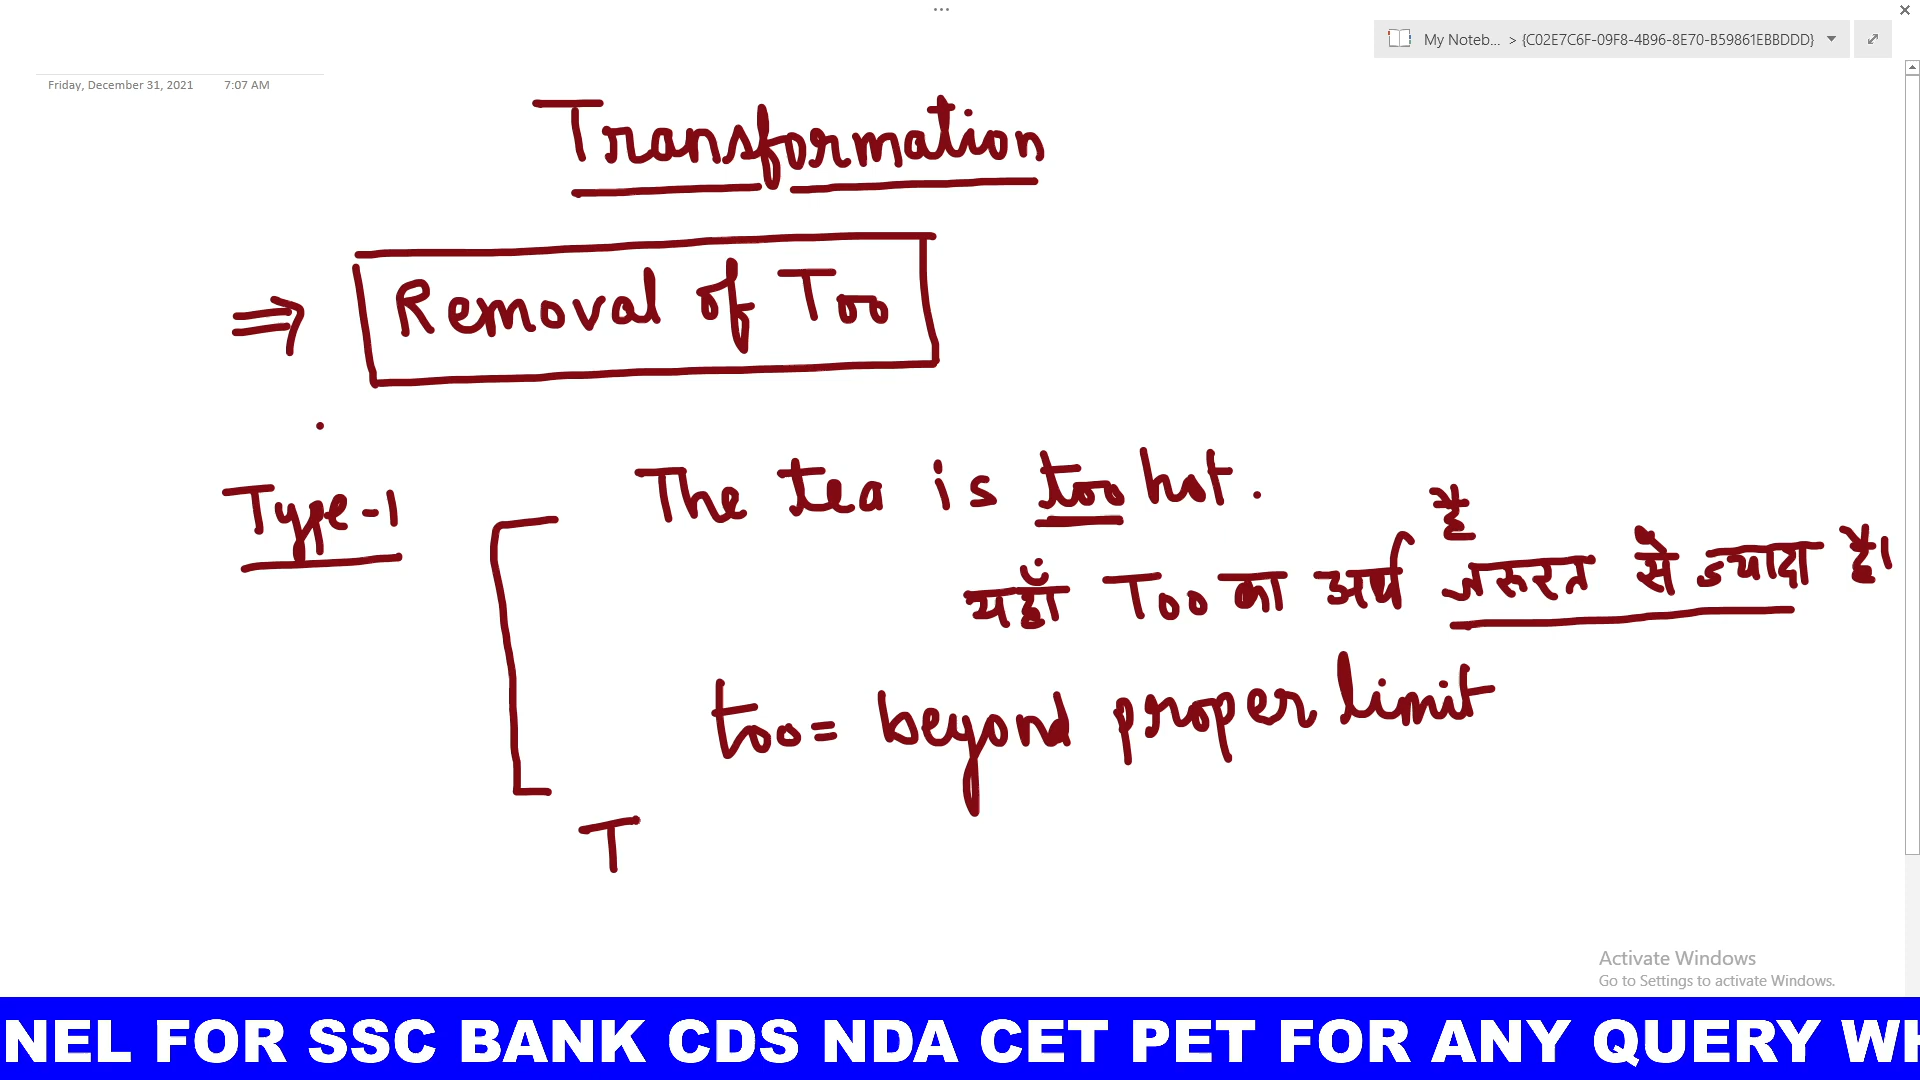 ...
My Noteb... > {C02E7C6F-09F8-4B96-8E70-B59861EBBDDD}
Friday, December 31, 2021 7:07 AM
Transformation
⇒ Removal of Too
Type-1
The tea is too hot.
है
यहाँ Too का अर्थ जरूरत से ज्यादा है।
too = beyond proper limit
T
Activate Windows
Go to Settings to activate Windows.
NEL FOR SSC BANK CDS NDA CET PET FOR ANY QUERY WH